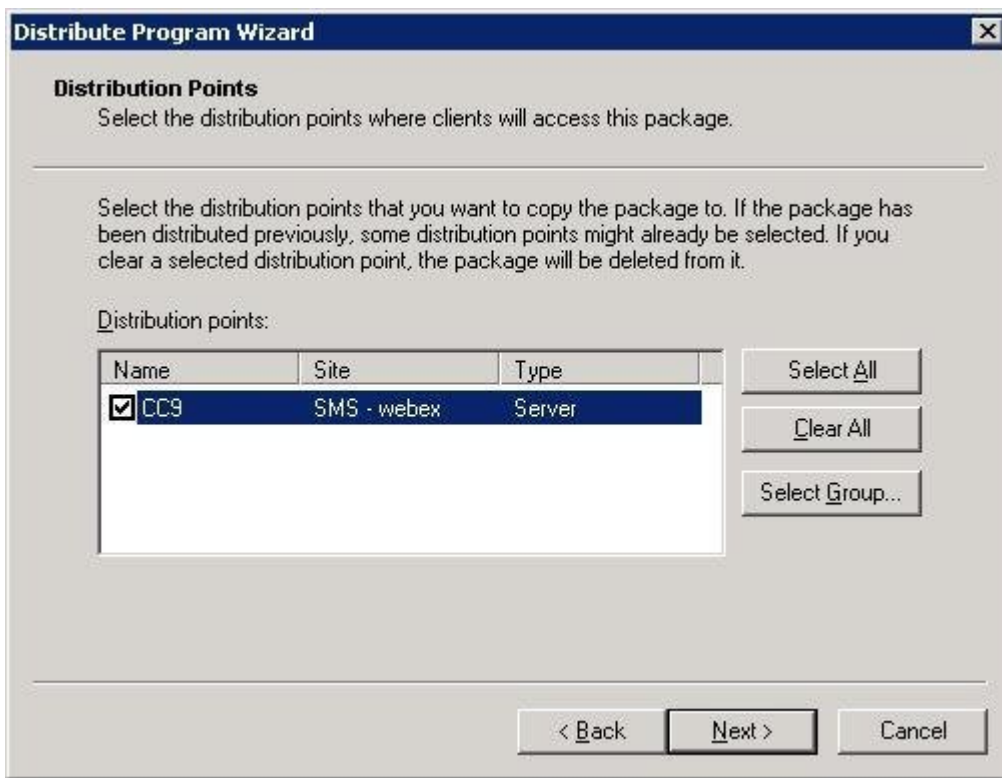 Distribute Program Wizard
Distribution Points
Select the distribution points where clients will access this package.
Select the distribution points that you want to copy the package to. If the package has
been distributed previously, some distribution points might already be selected. If you
clear a selected distribution point, the package will be deleted from it.
Distribution points:
Name Site Type
CC9 SMS - webex Server
Select All
Clear All
Select Group...
< Back Next > Cancel